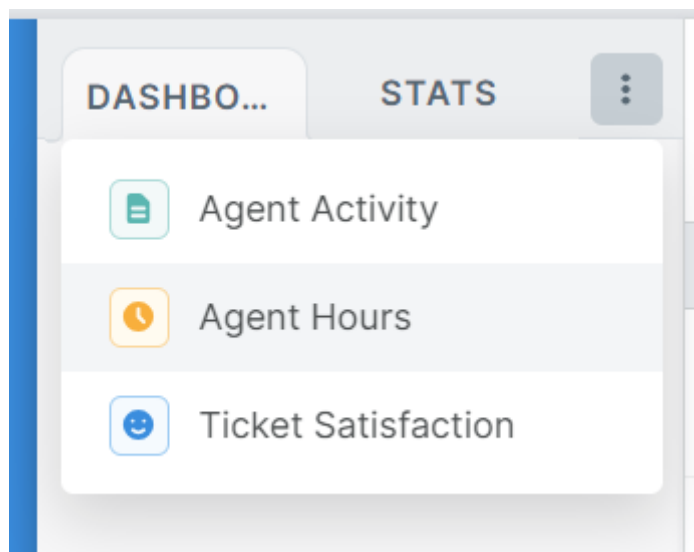 DASHBO... STATS
Agent Activity
Agent Hours
Ticket Satisfaction